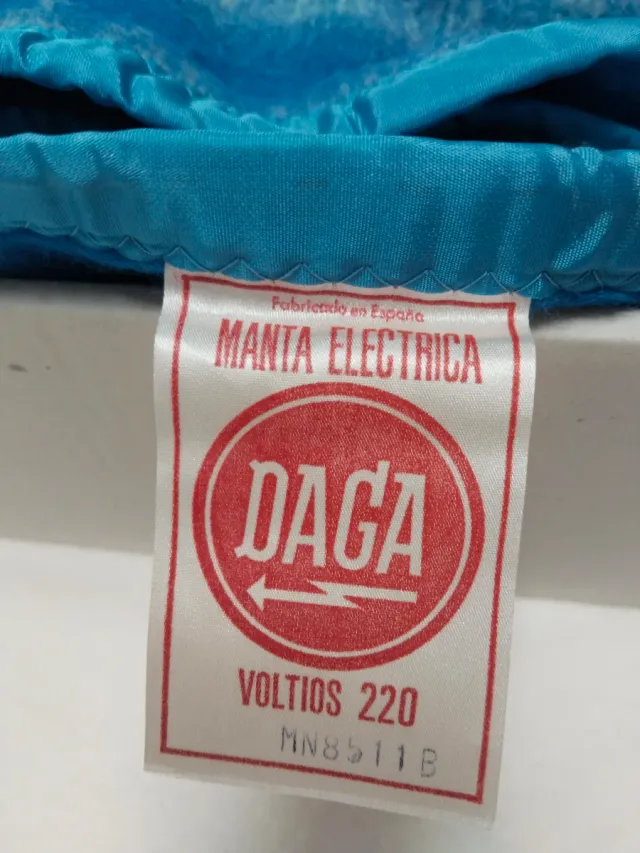 Fabricado en España
MANTA ELECTRICA
DAGA
VOLTIOS 220
MN8511B